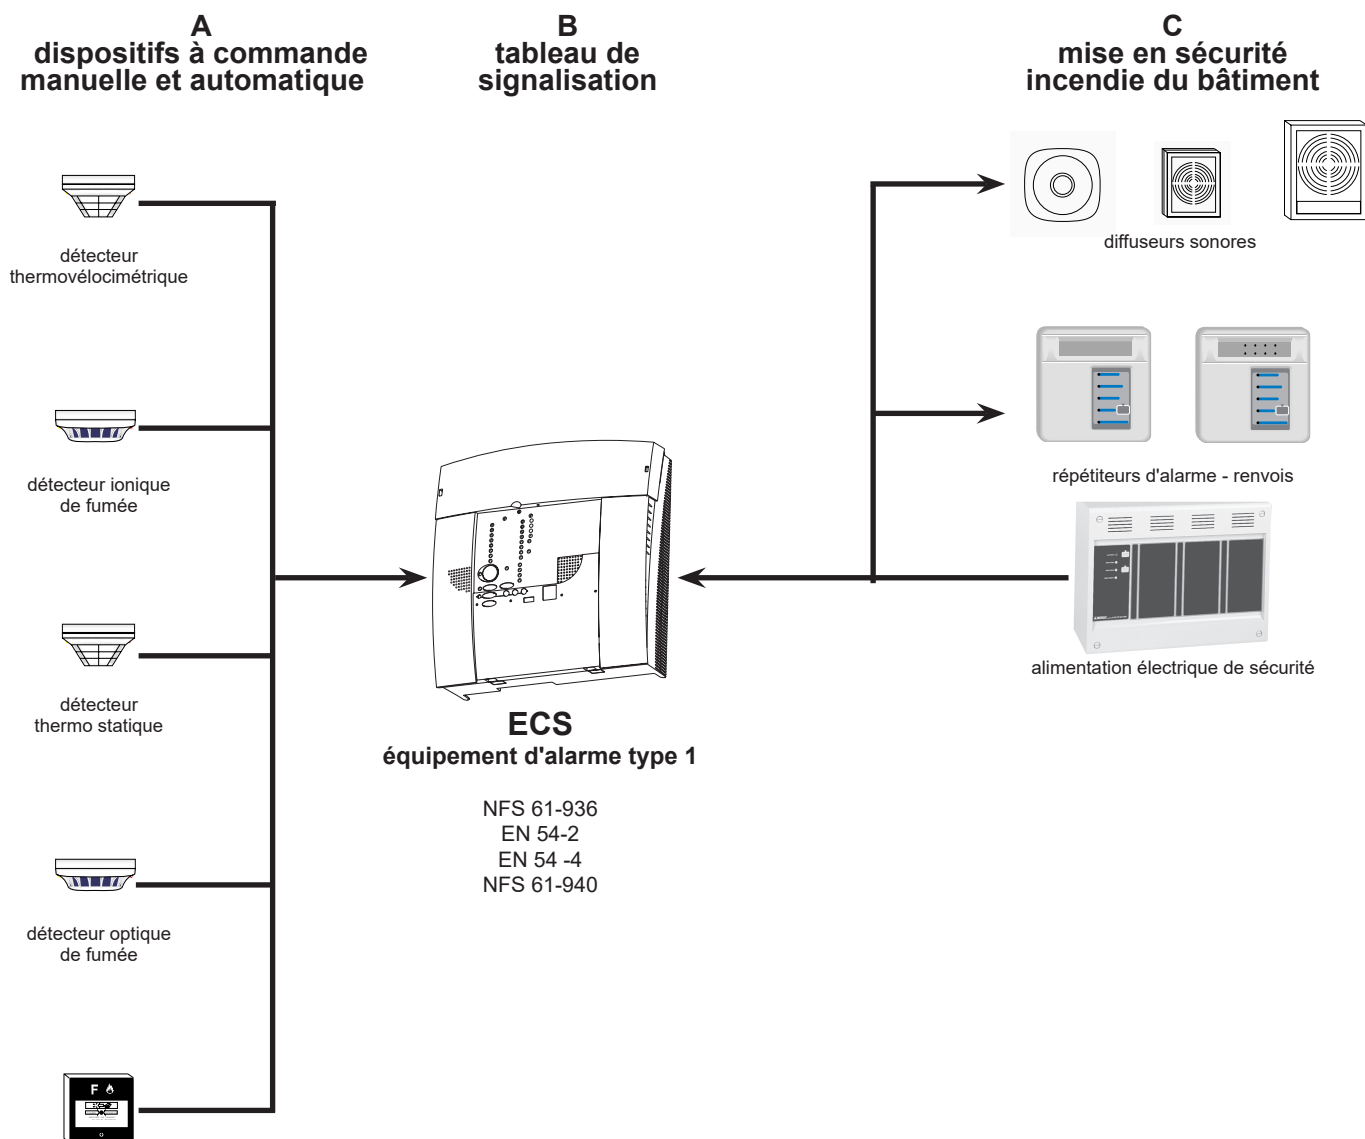 A
dispositifs à commande
manuelle et automatique
B
tableau de
signalisation
C
mise en sécurité
incendie du bâtiment
détecteur
thermovélocimétrique
détecteur ionique
de fumée
détecteur
thermo statique
détecteur optique
de fumée
F
ECS
équipement d'alarme type 1
NFS 61-936
EN 54-2
EN 54 -4
NFS 61-940
diffuseurs sonores
répétiteurs d'alarme - renvois
alimentation électrique de sécurité